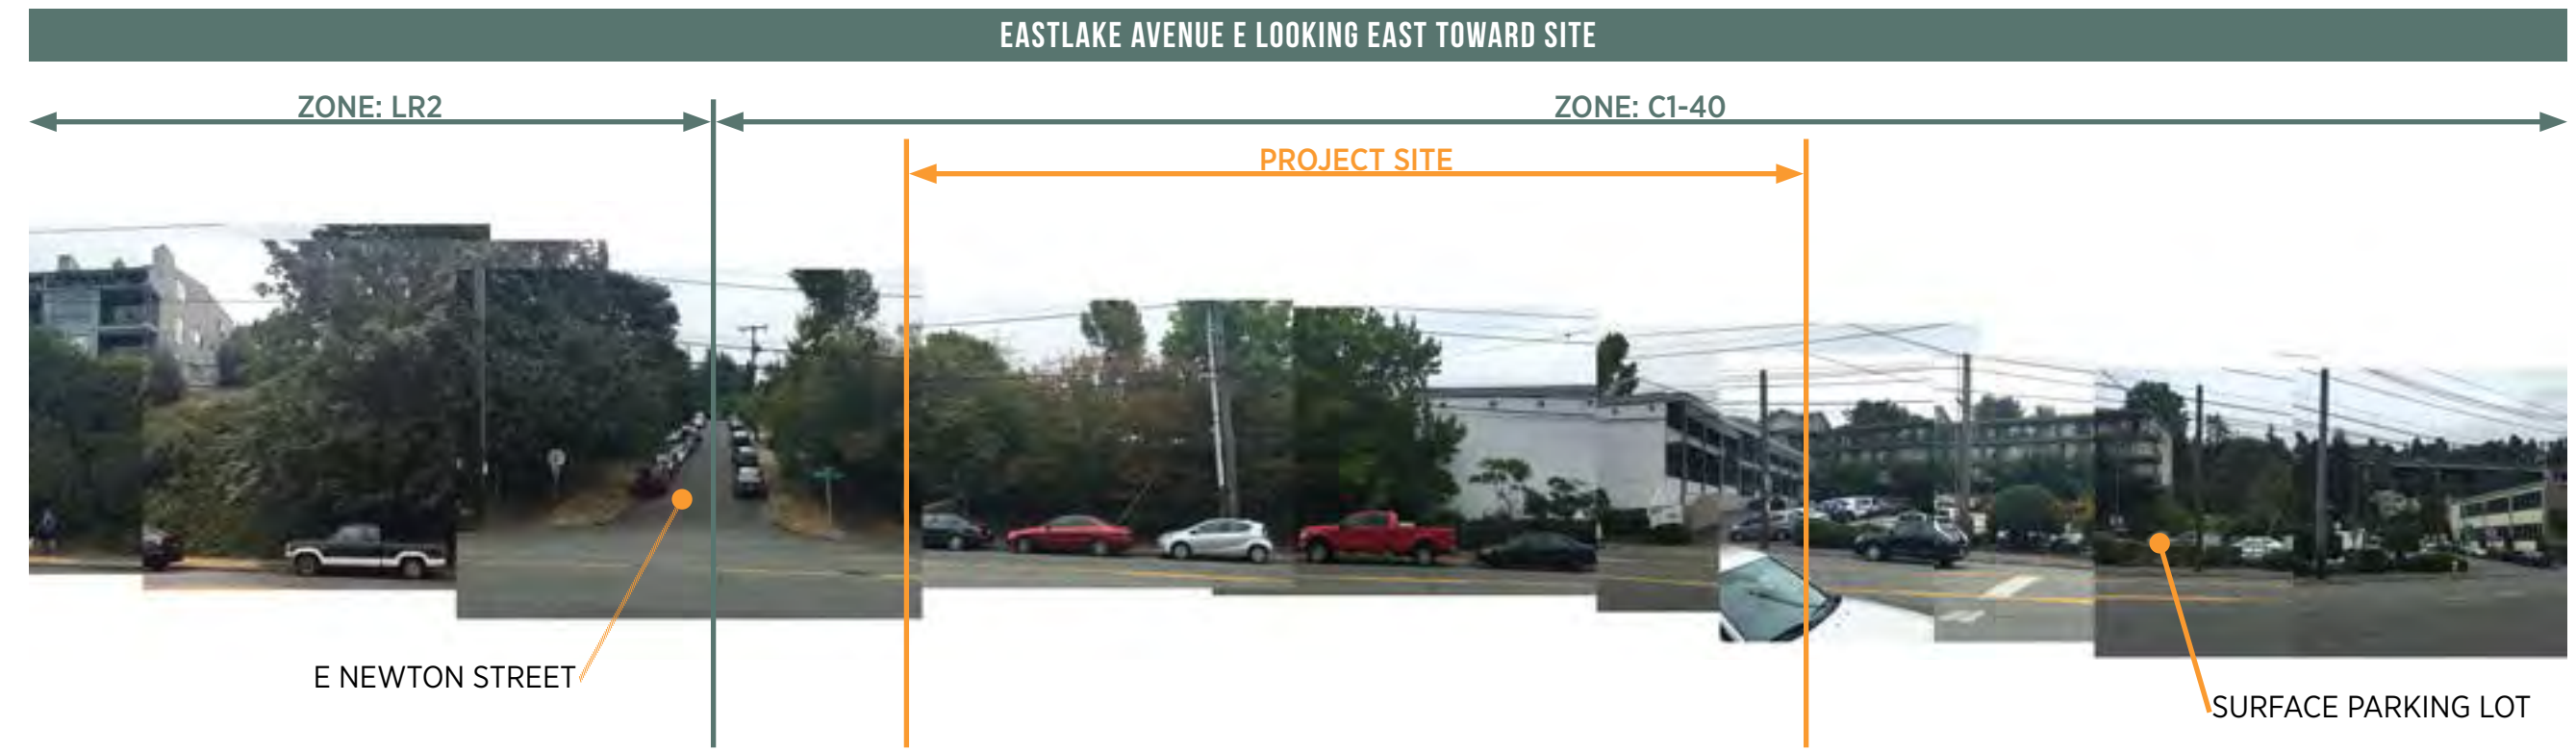 EASTLAKE AVENUE E LOOKING EAST TOWARD SITE
ZONE: LR2
ZONE: C1-40
PROJECT SITE
E NEWTON STREET
SURFACE PARKING LOT